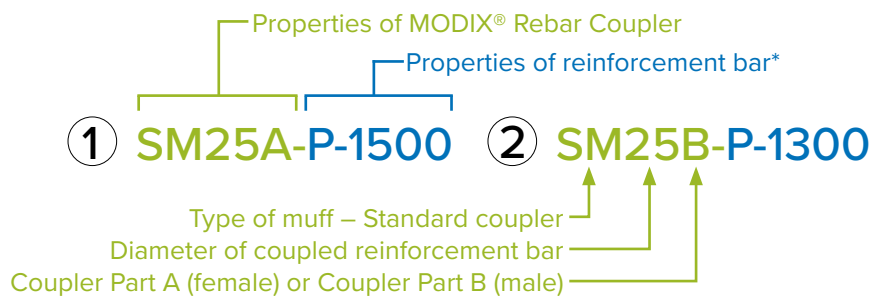 Properties of MODIX® Rebar Coupler
Properties of reinforcement bar*
1 SM25A-P-1500 2 SM25B-P-1300
Type of muff – Standard coupler
Diameter of coupled reinforcement bar
Coupler Part A (female) or Coupler Part B (male)